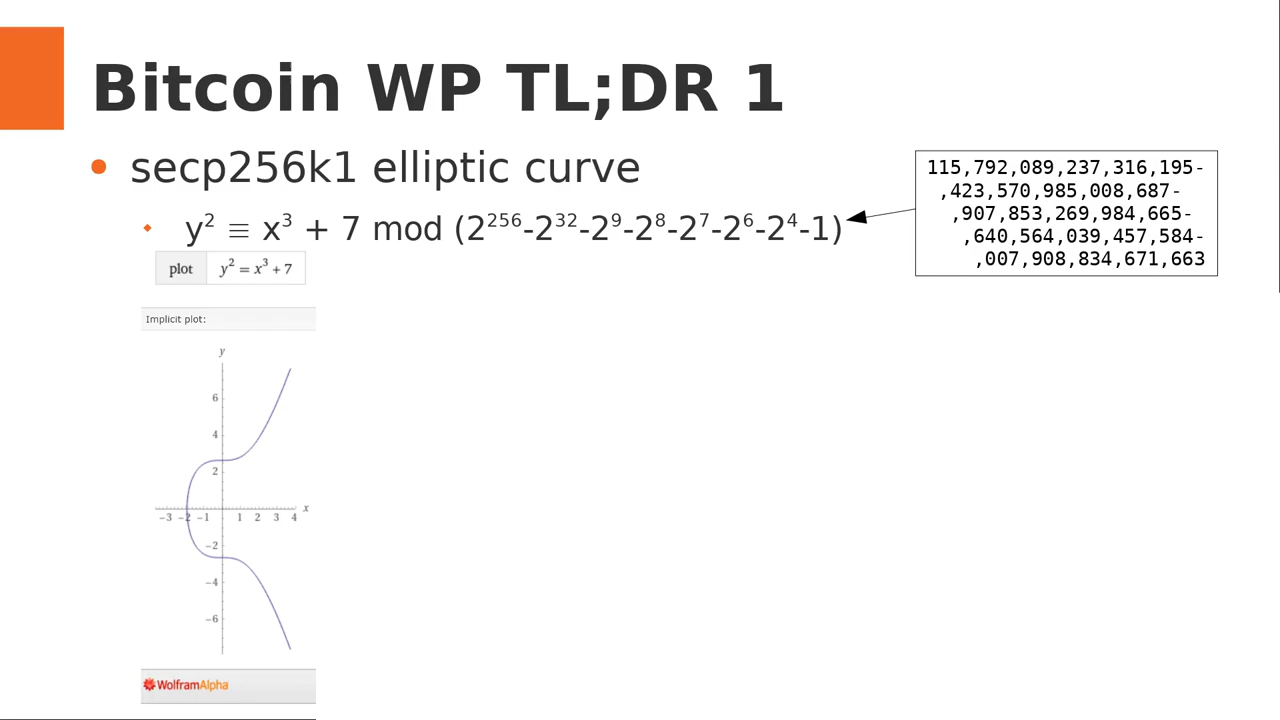 Bitcoin WP TL;DR 1
• secp256k1 elliptic curve
y² ≡ x³ + 7 mod (2²⁵⁶-2³²-2⁹-2⁸-2⁷-2⁶-2⁴-1)
115,792,089,237,316,195-
,423,570,985,008,687-
,907,853,269,984,665-
,640,564,039,457,584-
,007,908,834,671,663
plot y² = x³ + 7
Implicit plot:
y
6
4
2
−3 −2 −1 1 2 3 4 x
−2
−4
−6
WolframAlpha